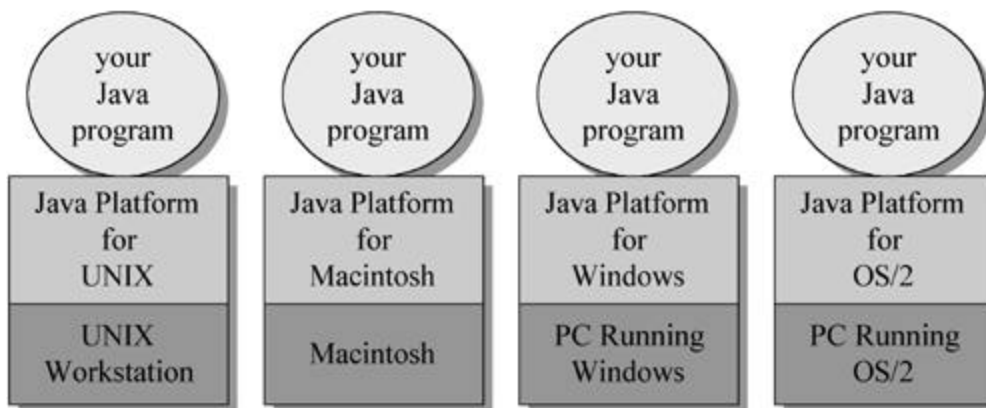 your
Java
program
your
Java
program
your
Java
program
your
Java
program
Java Platform
for
UNIX
Java Platform
for
Macintosh
Java Platform
for
Windows
Java Platform
for
OS/2
UNIX
Workstation
Macintosh
PC Running
Windows
PC Running
OS/2